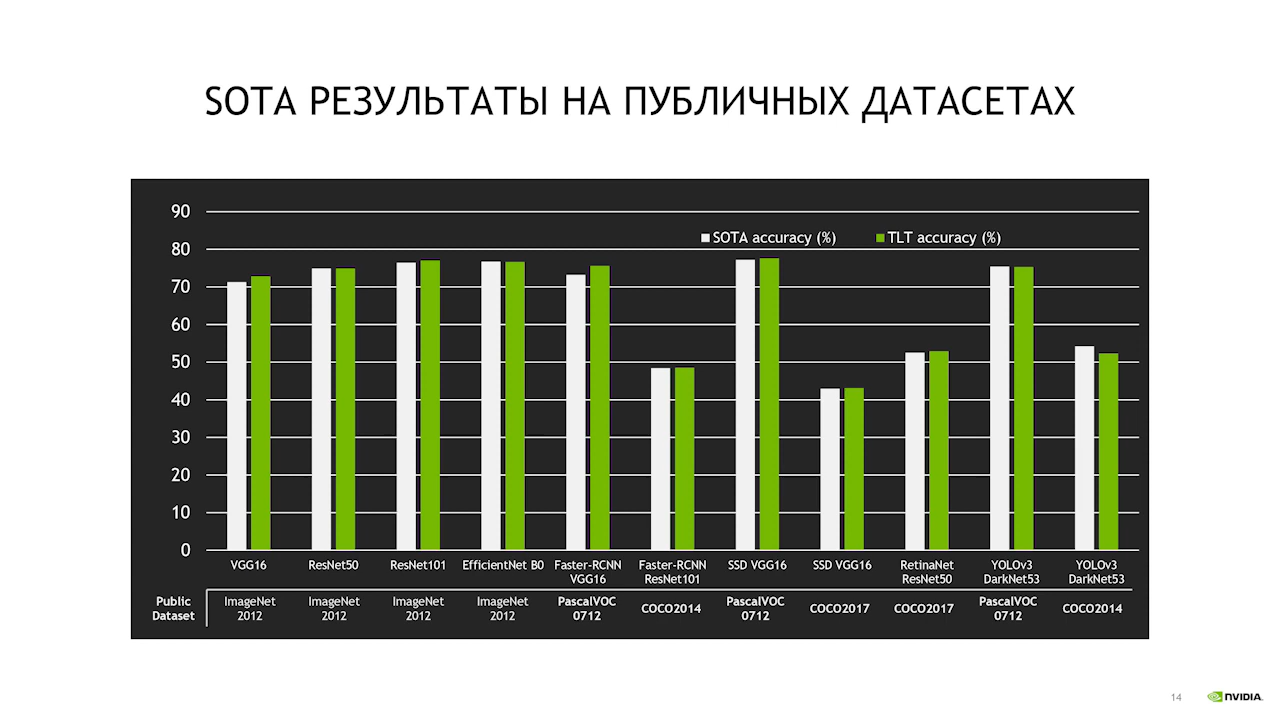 SOTA РЕЗУЛЬТАТЫ НА ПУБЛИЧНЫХ ДАТАСЕТАХ
90
80
70
60
50
40
30
20
10
0
SOTA accuracy (%)
TLT accuracy (%)
VGG16
ResNet50
ResNet101
EfficientNet B0
Faster-RCNN
VGG16
Faster-RCNN
ResNet101
SSD VGG16
SSD VGG16
RetinaNet
ResNet50
YOLOv3
DarkNet53
YOLOv3
DarkNet53
Public
Dataset
ImageNet
2012
ImageNet
2012
ImageNet
2012
ImageNet
2012
PascalVOC
0712
COCO2014
PascalVOC
0712
COCO2017
COCO2017
PascalVOC
0712
COCO2014
14
NVIDIA.